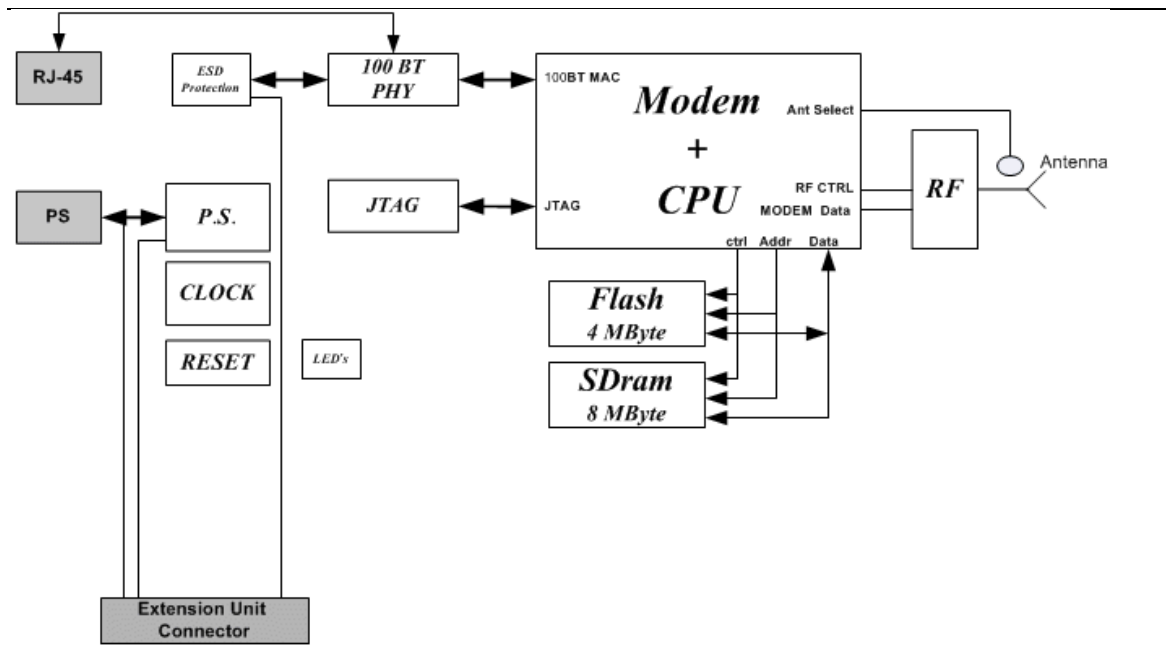 RJ-45
ESD
Protection
100 BT
PHY
100BT MAC
Modem
+
CPU
Ant Select
RF CTRL
MODEM Data
JTAG
ctrl Addr Data
RF
Antenna
JTAG
PS
P.S.
CLOCK
RESET
LED's
Flash
4 MByte
SDram
8 MByte
Extension Unit
Connector